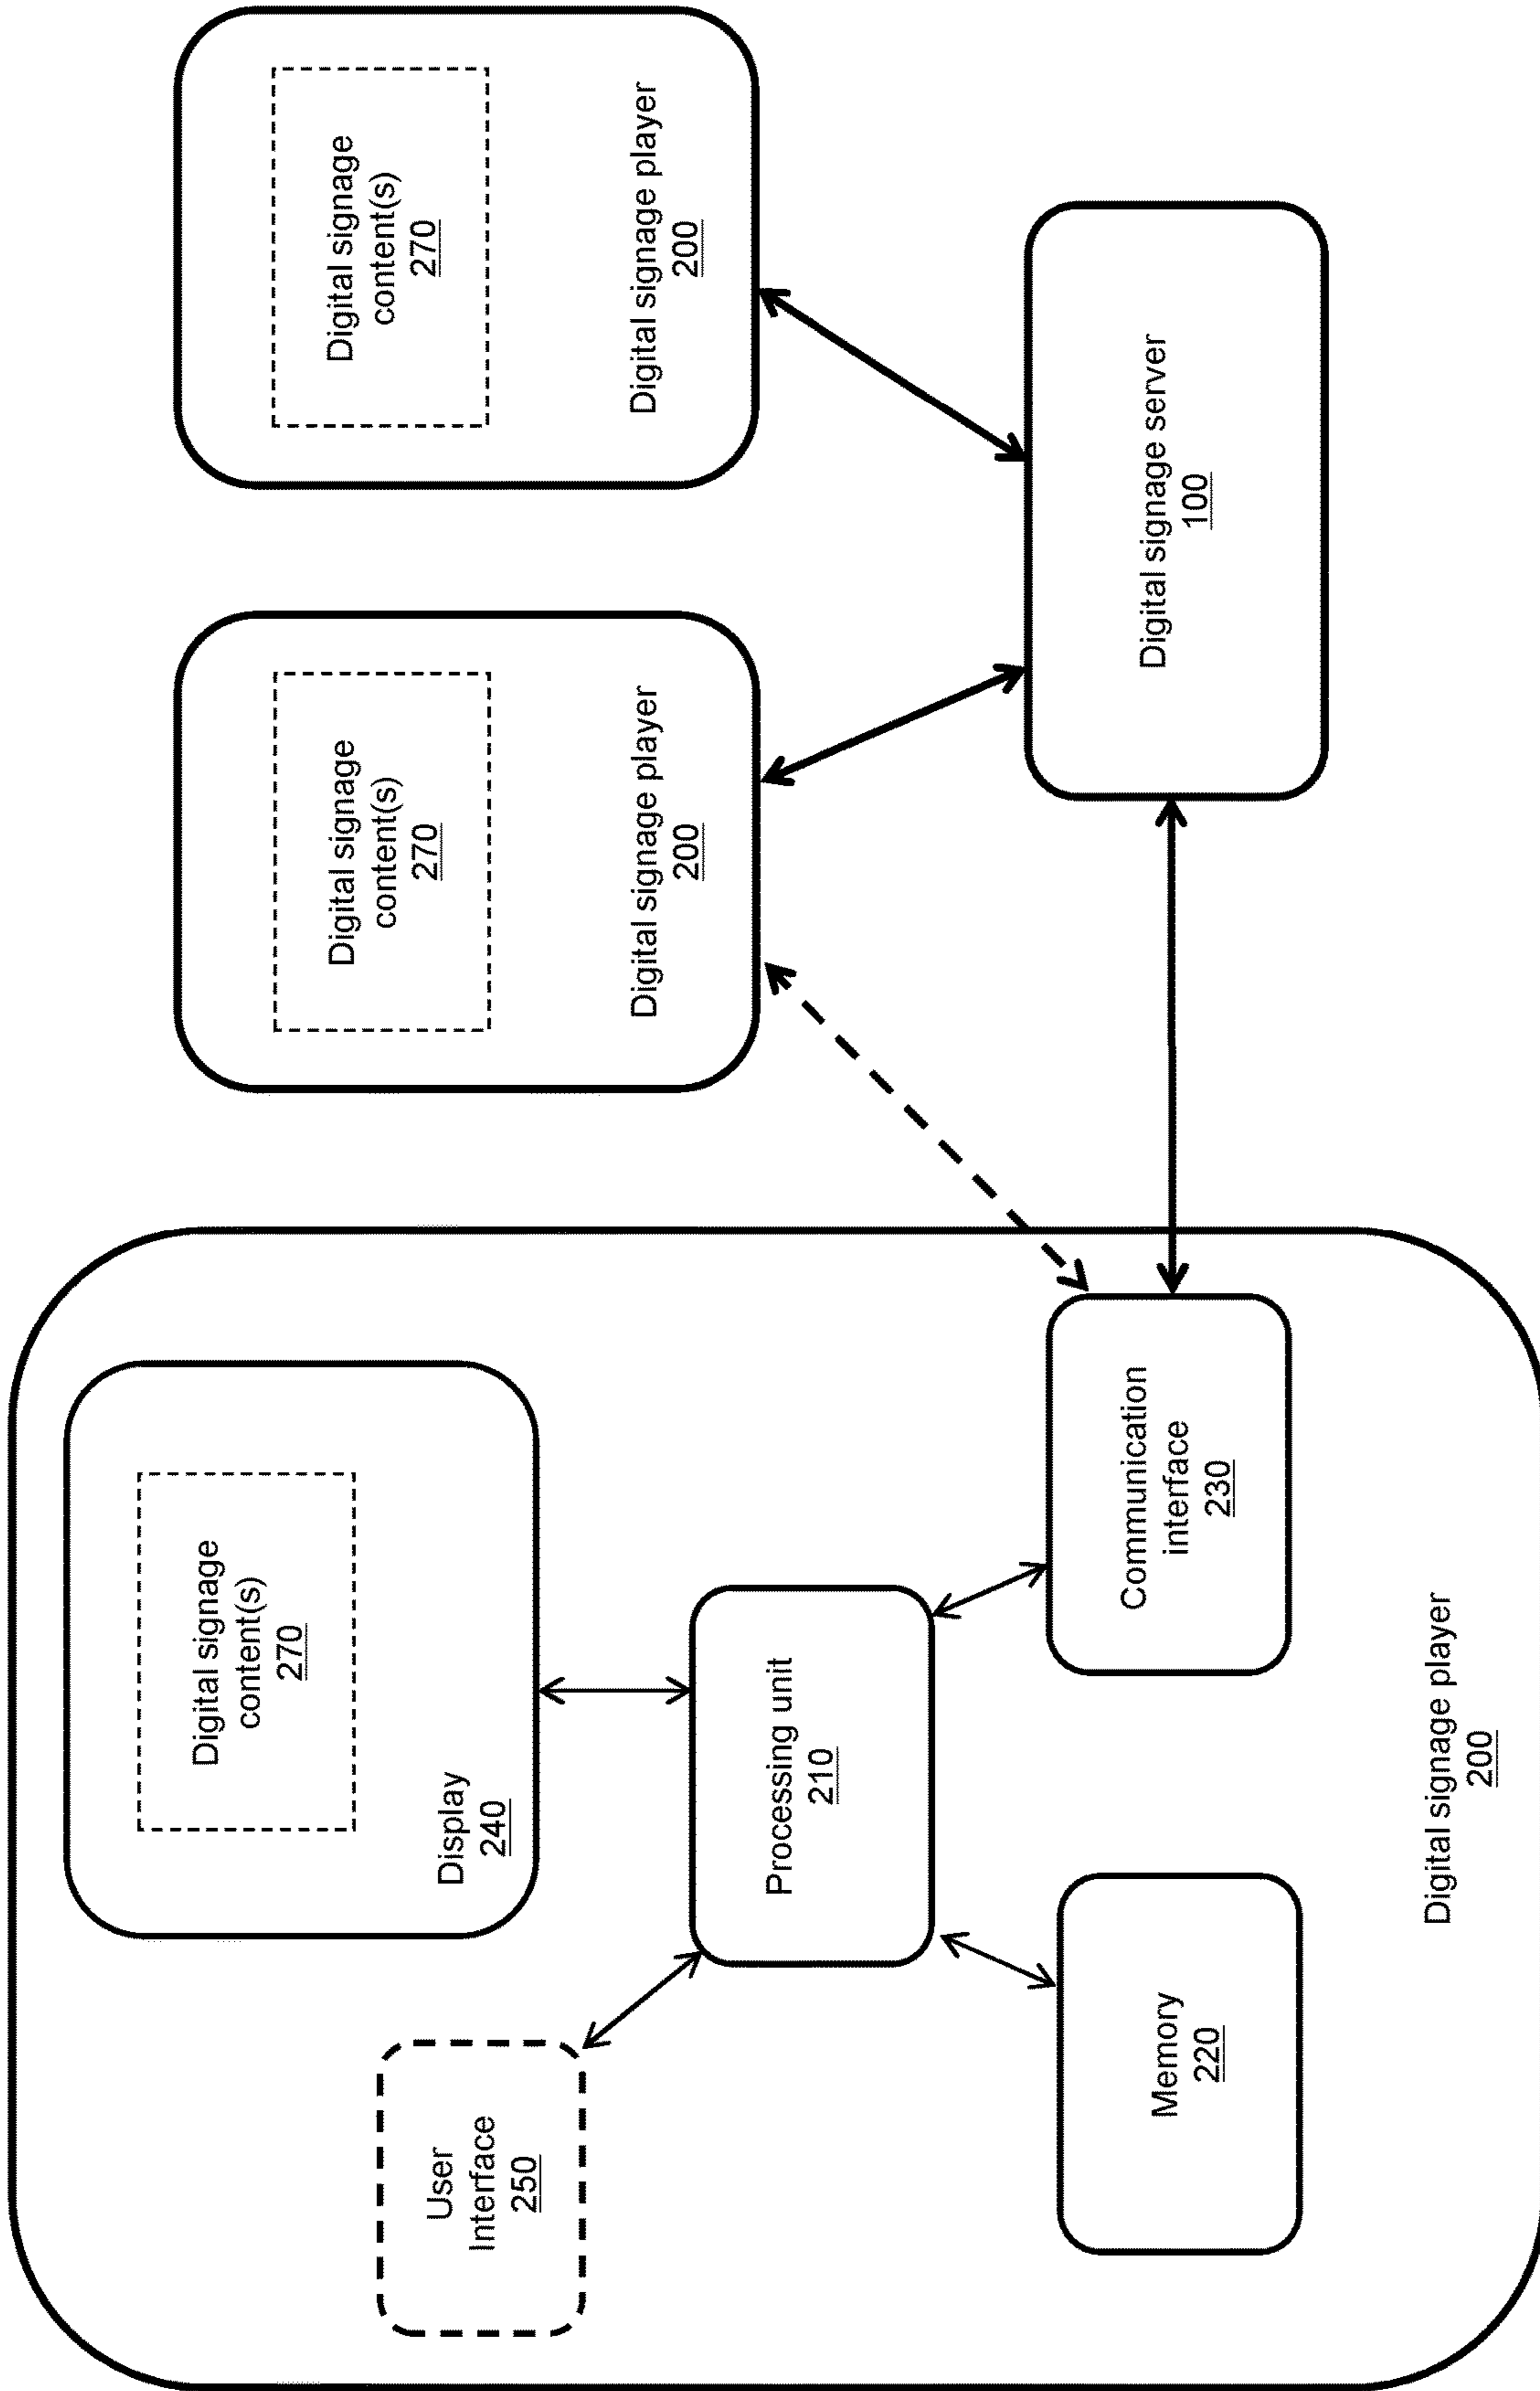 User
Interface
250
Digital signage
content(s)
270
Display
240
Processing unit
210
Memory
220
Communication
interface
230
Digital signage player
200
Digital signage
content(s)
270
Digital signage player
200
Digital signage
content(s)
270
Digital signage player
200
Digital signage server
100